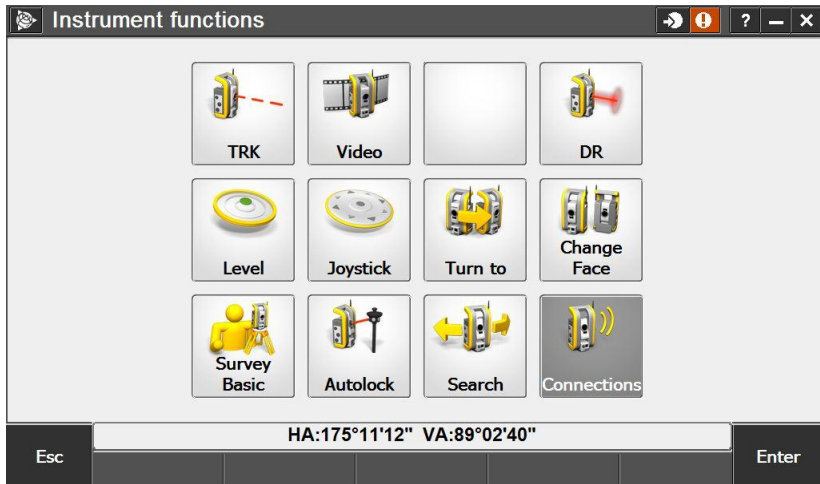 Instrument functions
?
TRK
Video
DR
Level
Joystick
Turn to
Change
Face
Survey
Basic
Autolock
Search
Connections
HA:175°11'12" VA:89°02'40"
Esc
Enter